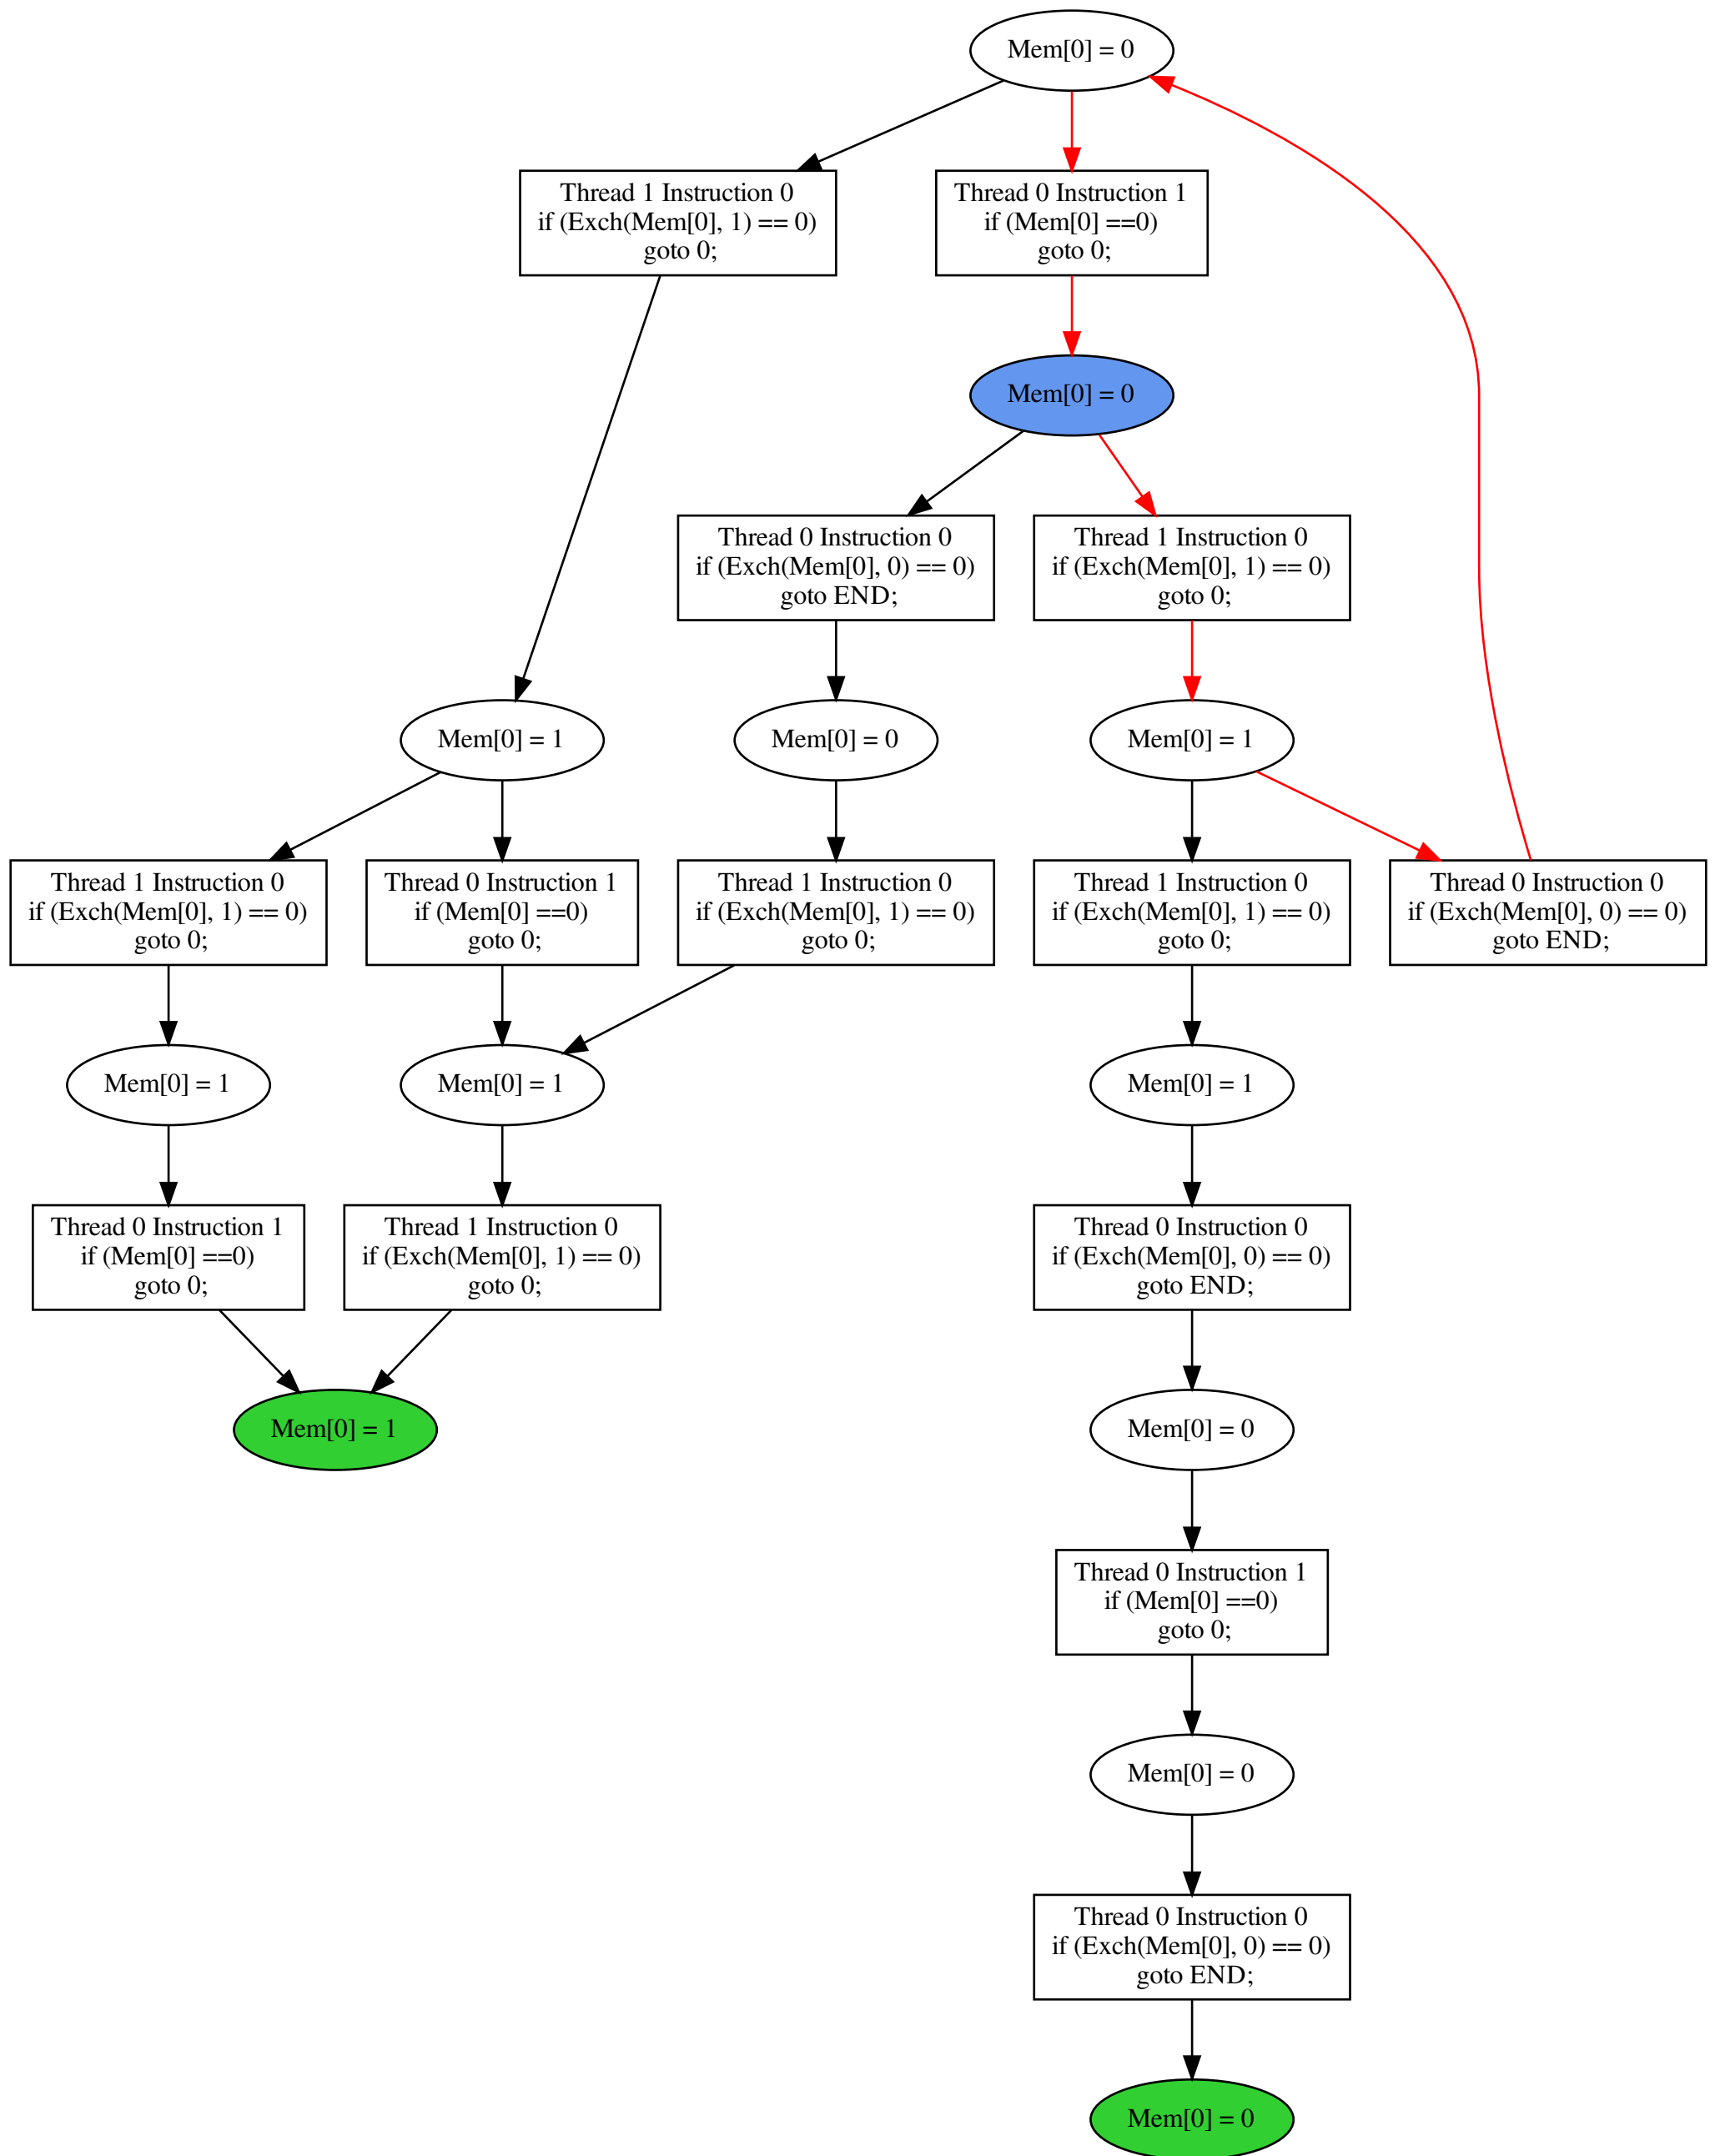 Mem[0] = 0
Thread 1 Instruction 0
if (Exch(Mem[0], 1) == 0)
goto 0;
Thread 0 Instruction 1
if (Mem[0] ==0)
goto 0;
Mem[0] = 0
Thread 0 Instruction 0
if (Exch(Mem[0], 0) == 0)
goto END;
Thread 1 Instruction 0
if (Exch(Mem[0], 1) == 0)
goto 0;
Mem[0] = 1
Mem[0] = 0
Mem[0] = 1
Thread 1 Instruction 0
if (Exch(Mem[0], 1) == 0)
goto 0;
Thread 0 Instruction 1
if (Mem[0] ==0)
goto 0;
Thread 1 Instruction 0
if (Exch(Mem[0], 1) == 0)
goto 0;
Thread 1 Instruction 0
if (Exch(Mem[0], 1) == 0)
goto 0;
Thread 0 Instruction 0
if (Exch(Mem[0], 0) == 0)
goto END;
Mem[0] = 1
Mem[0] = 1
Mem[0] = 1
Thread 0 Instruction 1
if (Mem[0] ==0)
goto 0;
Thread 1 Instruction 0
if (Exch(Mem[0], 1) == 0)
goto 0;
Thread 0 Instruction 0
if (Exch(Mem[0], 0) == 0)
goto END;
Mem[0] = 1
Mem[0] = 0
Thread 0 Instruction 1
if (Mem[0] ==0)
goto 0;
Mem[0] = 0
Thread 0 Instruction 0
if (Exch(Mem[0], 0) == 0)
goto END;
Mem[0] = 0